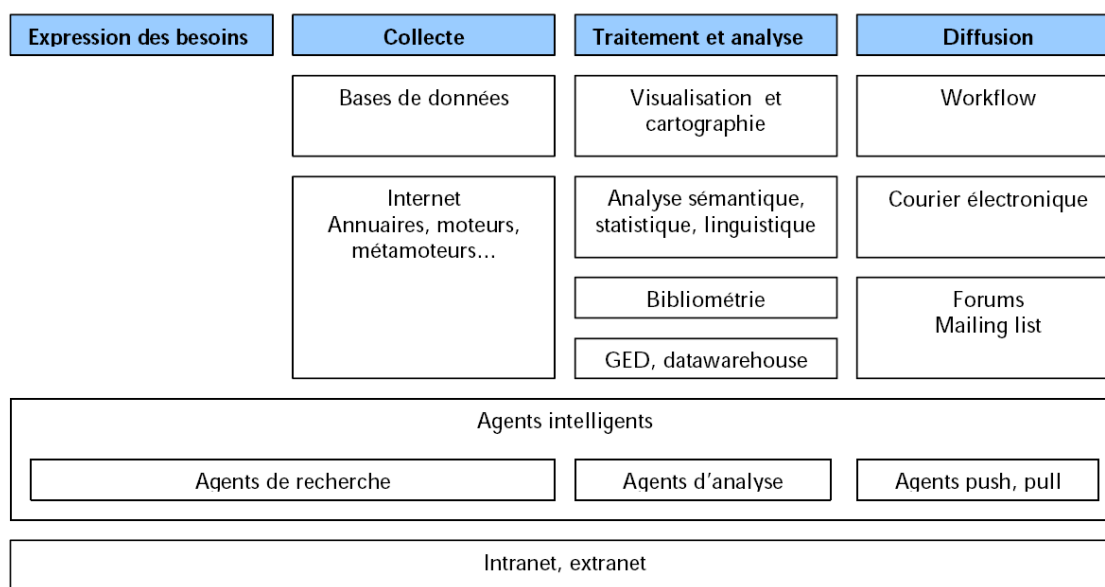 Expression des besoins
Collecte
Traitement et analyse
Diffusion
Bases de données
Visualisation et
cartographie
Workflow
Internet
Annuaires, moteurs,
métamoteurs…
Analyse sémantique,
statistique, linguistique
Courier électronique
Bibliométrie
Forums
Mailing list
GED, datawarehouse
Agents intelligents
Agents de recherche
Agents d'analyse
Agents push, pull
Intranet, extranet